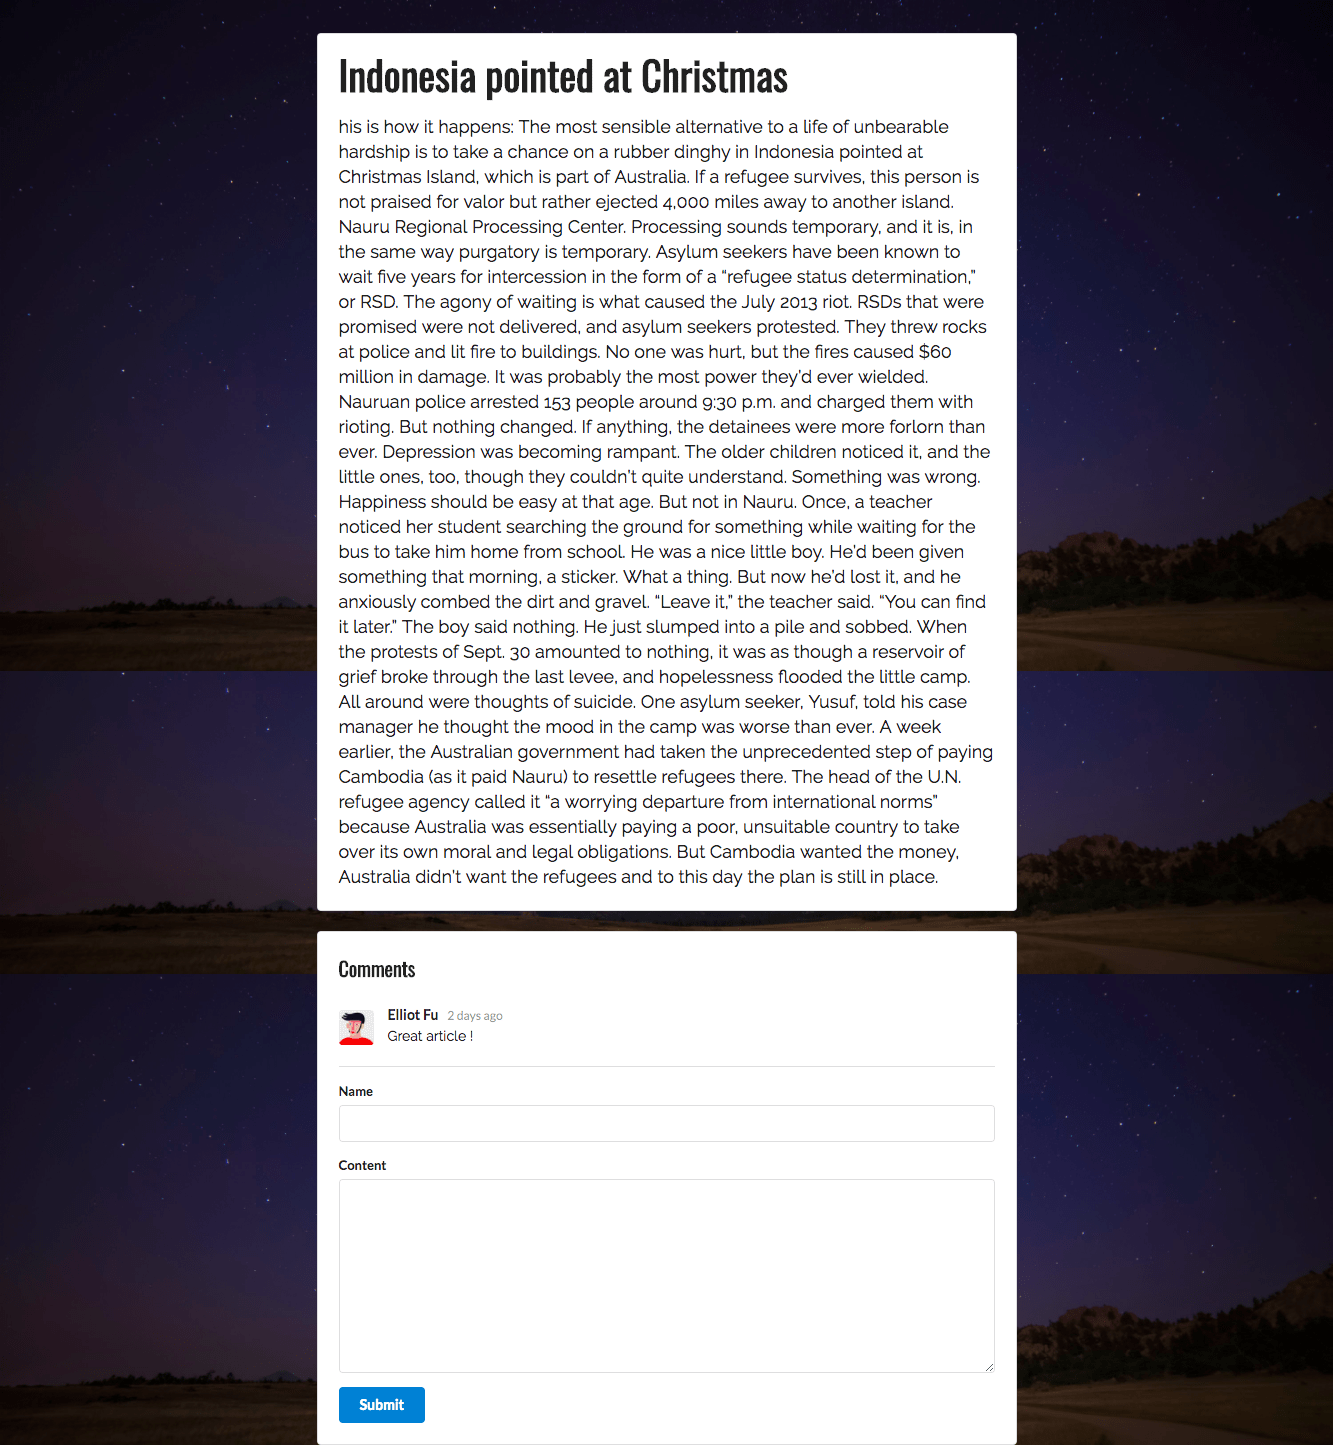 Indonesia pointed at Christmas
his is how it happens: The most sensible alternative to a life of unbearable
hardship is to take a chance on a rubber dinghy in Indonesia pointed at
Christmas Island, which is part of Australia. If a refugee survives, this person is
not praised for valor but rather ejected 4,000 miles away to another island.
Nauru Regional Processing Center. Processing sounds temporary, and it is, in
the same way purgatory is temporary. Asylum seekers have been known to
wait five years for intercession in the form of a “refugee status determination,”
or RSD. The agony of waiting is what caused the July 2013 riot. RSDs that were
promised were not delivered, and asylum seekers protested. They threw rocks
at police and lit fire to buildings. No one was hurt, but the fires caused $60
million in damage. It was probably the most power they’d ever wielded.
Nauruan police arrested 153 people around 9:30 p.m. and charged them with
rioting. But nothing changed. If anything, the detainees were more forlorn than
ever. Depression was becoming rampant. The older children noticed it, and the
little ones, too, though they couldn’t quite understand. Something was wrong.
Happiness should be easy at that age. But not in Nauru. Once, a teacher
noticed her student searching the ground for something while waiting for the
bus to take him home from school. He was a nice little boy. He’d been given
something that morning, a sticker. What a thing. But now he’d lost it, and he
anxiously combed the dirt and gravel. “Leave it,” the teacher said. “You can find
it later.” The boy said nothing. He just slumped into a pile and sobbed. When
the protests of Sept. 30 amounted to nothing, it was as though a reservoir of
grief broke through the last levee, and hopelessness flooded the little camp.
All around were thoughts of suicide. One asylum seeker, Yusuf, told his case
manager he thought the mood in the camp was worse than ever. A week
earlier, the Australian government had taken the unprecedented step of paying
Cambodia (as it paid Nauru) to resettle refugees there. The head of the U.N.
refugee agency called it “a worrying departure from international norms”
because Australia was essentially paying a poor, unsuitable country to take
over its own moral and legal obligations. But Cambodia wanted the money,
Australia didn’t want the refugees and to this day the plan is still in place.
Comments
Elliot Fu 2 days ago
Great article !
Name
Content
Submit